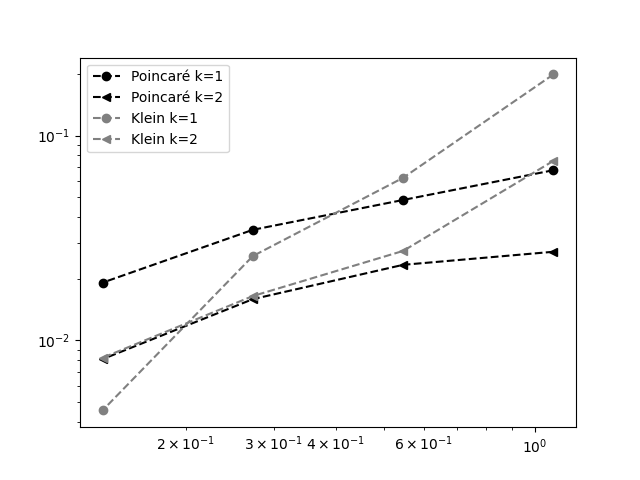 Poincaré k=1
Poincaré k=2
Klein k=1
Klein k=2
10⁻¹
10⁻²
2 × 10⁻¹ 3 × 10⁻¹ 4 × 10⁻¹ 6 × 10⁻¹ 10⁰